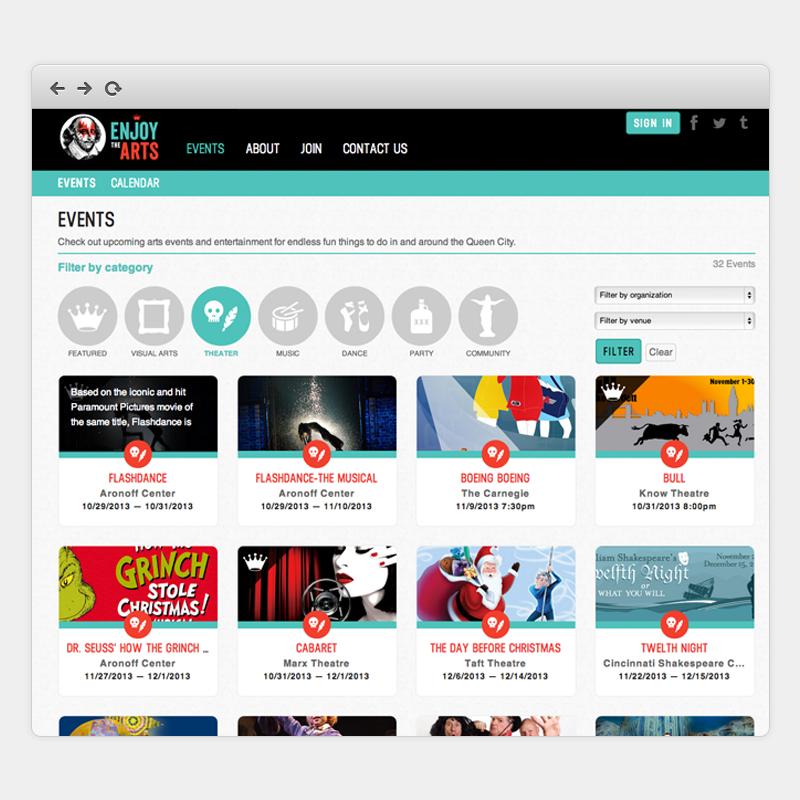 ENJOY
THE ARTS
EVENTS ABOUT JOIN CONTACT US
SIGN IN
EVENTS CALENDAR
EVENTS
Check out upcoming arts events and entertainment for endless fun things to do in and around the Queen City.
Filter by category
32 Events
FEATURED VISUAL ARTS THEATER MUSIC DANCE PARTY COMMUNITY
XXX
Filter by organization
Filter by venue
FILTER Clear
Based on the iconic and hit
Paramount Pictures movie of
the same title, Flashdance is
FLASHDANCE
Aronoff Center
10/29/2013 — 10/31/2013
FLASHDANCE-THE MUSICAL
Aronoff Center
10/29/2013 — 11/10/2013
BOEING BOEING
The Carnegie
11/9/2013 7:30pm
November 1-30
BULL
Know Theatre
10/31/2013 8:00pm
HOW THE
GRINCH
STOLE
CHRISTMAS!
DR. SEUSS' HOW THE GRINCH ...
Aronoff Center
11/27/2013 — 12/1/2013
CABARET
Marx Theatre
10/31/2013 — 12/1/2013
THE DAY BEFORE CHRISTMAS
Taft Theatre
12/6/2013 — 12/14/2013
liam Shakespeare's
welfth Night
or
WHAT YOU WILL
November
December 15,
TWELTH NIGHT
Cincinnati Shakespeare C...
11/22/2013 — 12/15/2013